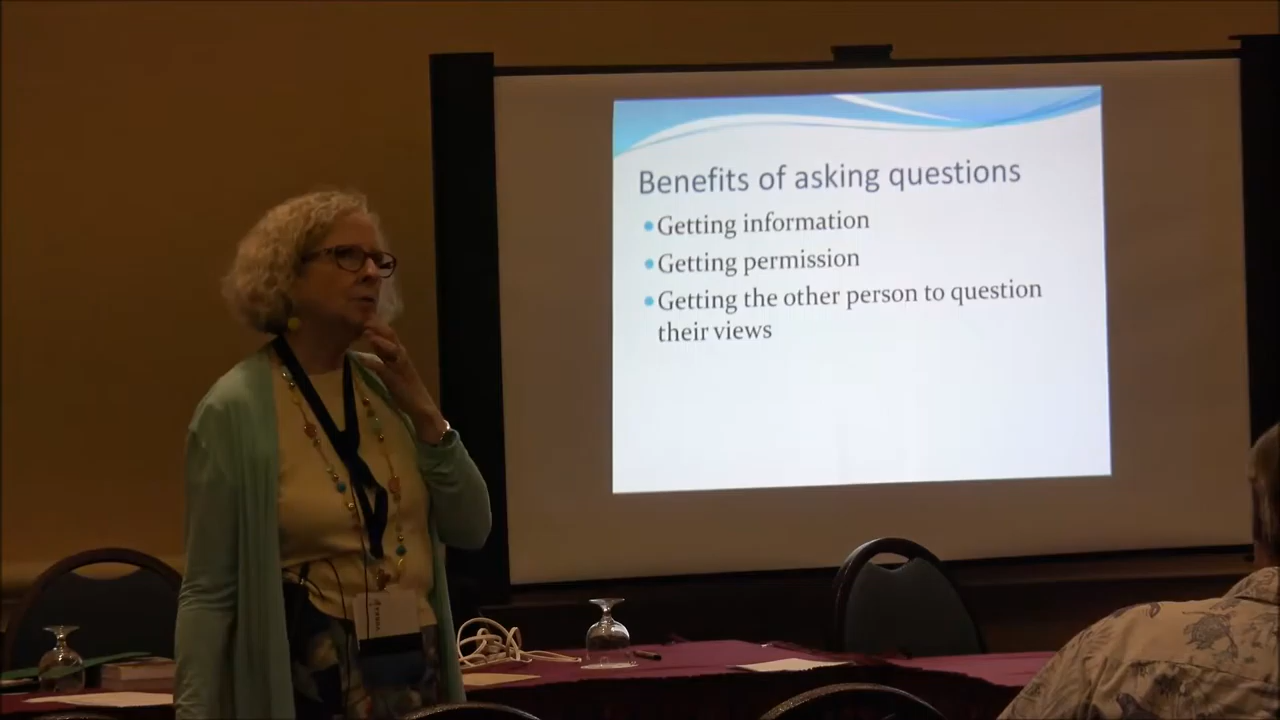 Benefits of asking questions
Getting information
Getting permission
Getting the other person to question
their views